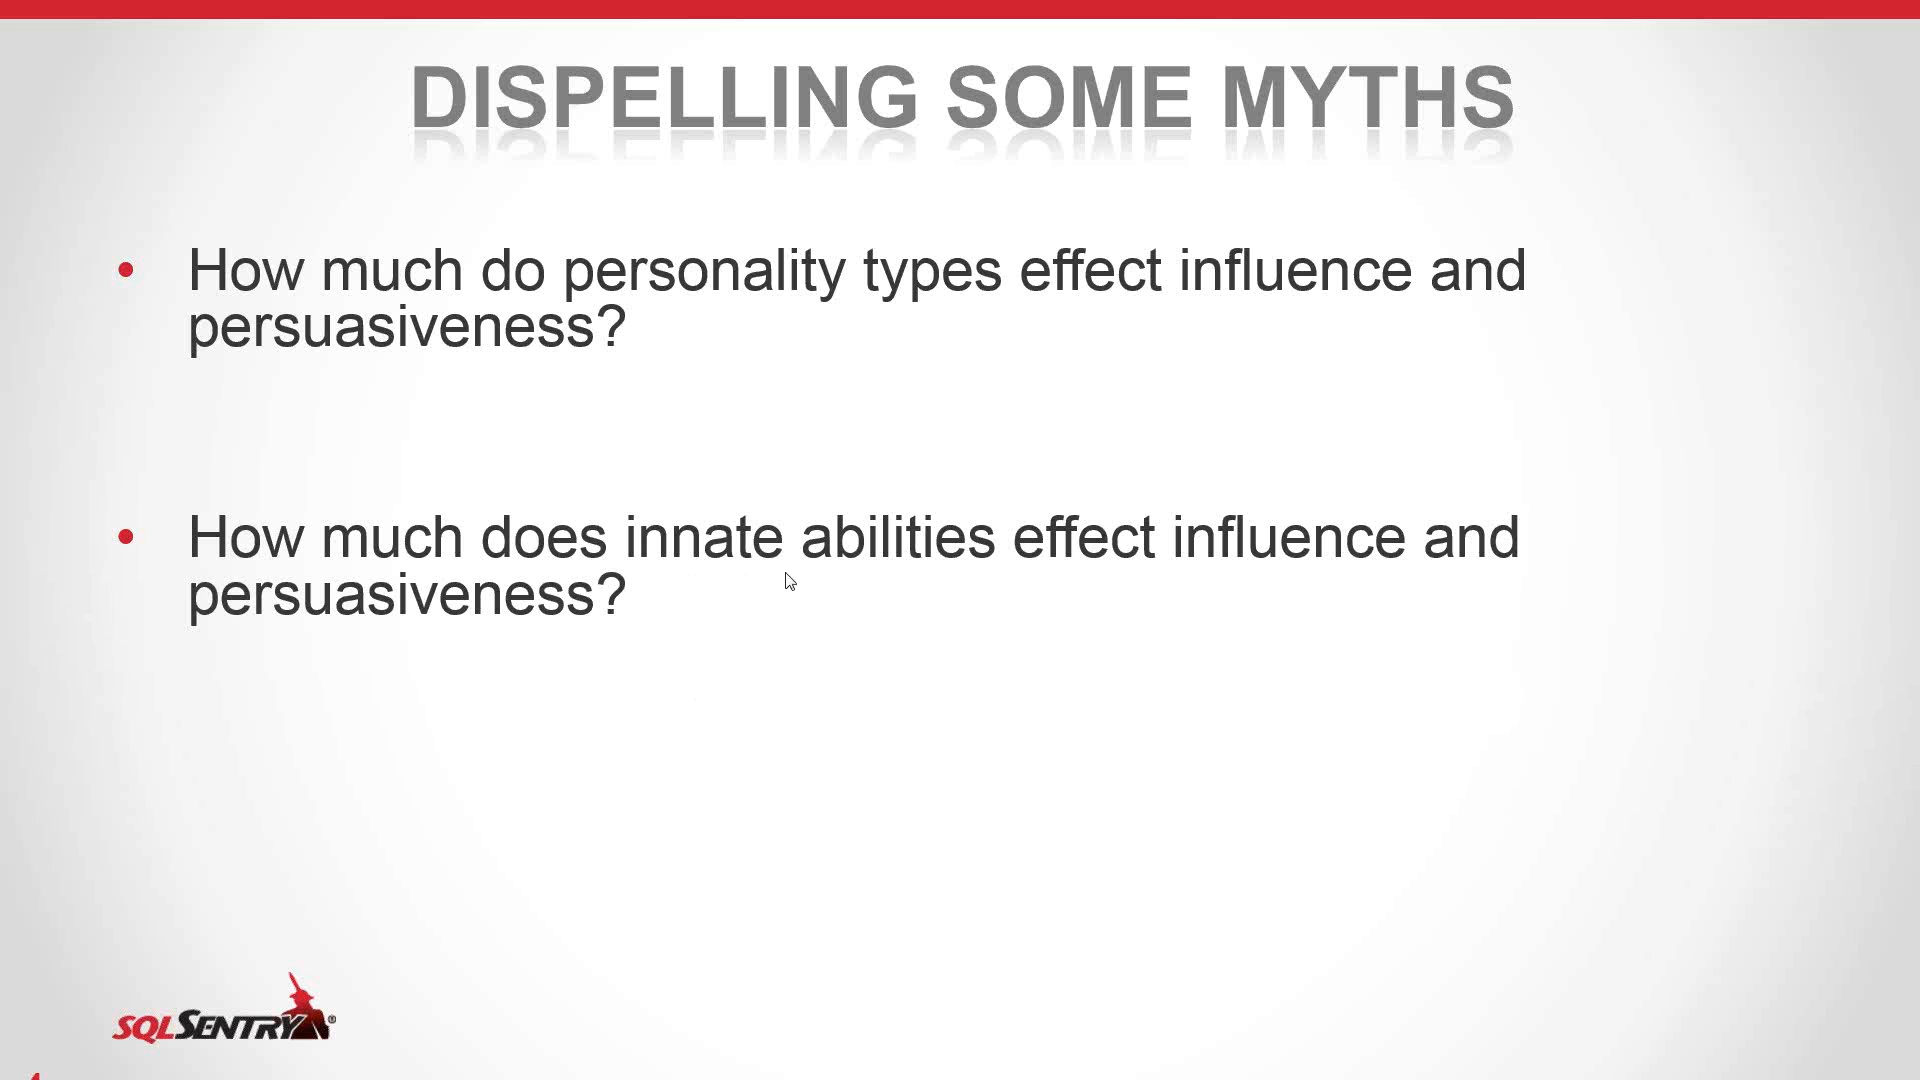 DISPELLING SOME MYTHS
• How much do personality types effect influence and
persuasiveness?
• How much does innate abilities effect influence and
persuasiveness?
SQLSENTRY®